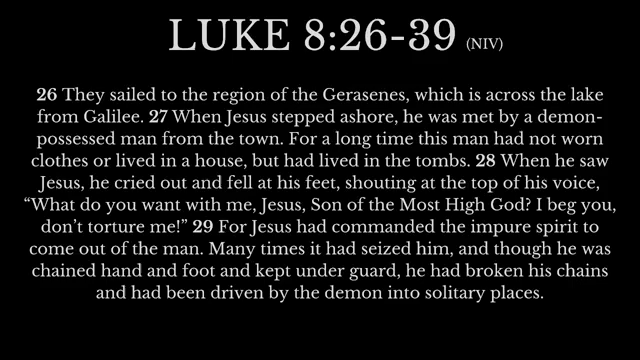 LUKE 8:26-39 (NIV)
26 They sailed to the region of the Gerasenes, which is across the lake
from Galilee. 27 When Jesus stepped ashore, he was met by a demon-
possessed man from the town. For a long time this man had not worn
clothes or lived in a house, but had lived in the tombs. 28 When he saw
Jesus, he cried out and fell at his feet, shouting at the top of his voice,
“What do you want with me, Jesus, Son of the Most High God? I beg you,
don’t torture me!” 29 For Jesus had commanded the impure spirit to
come out of the man. Many times it had seized him, and though he was
chained hand and foot and kept under guard, he had broken his chains
and had been driven by the demon into solitary places.